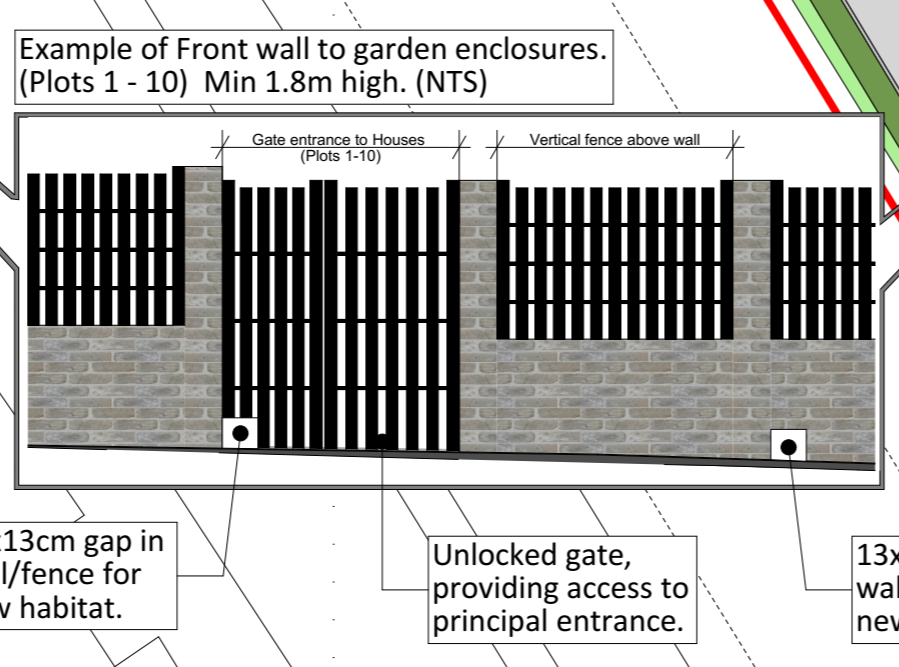 Example of Front wall to garden enclosures.
(Plots 1 - 10)  Min 1.8m high. (NTS)
Gate entrance to Houses
(Plots 1-10)
Vertical fence above wall
13cm gap in
/fence for
habitat.
Unlocked gate,
providing access to
principal entrance.
13x